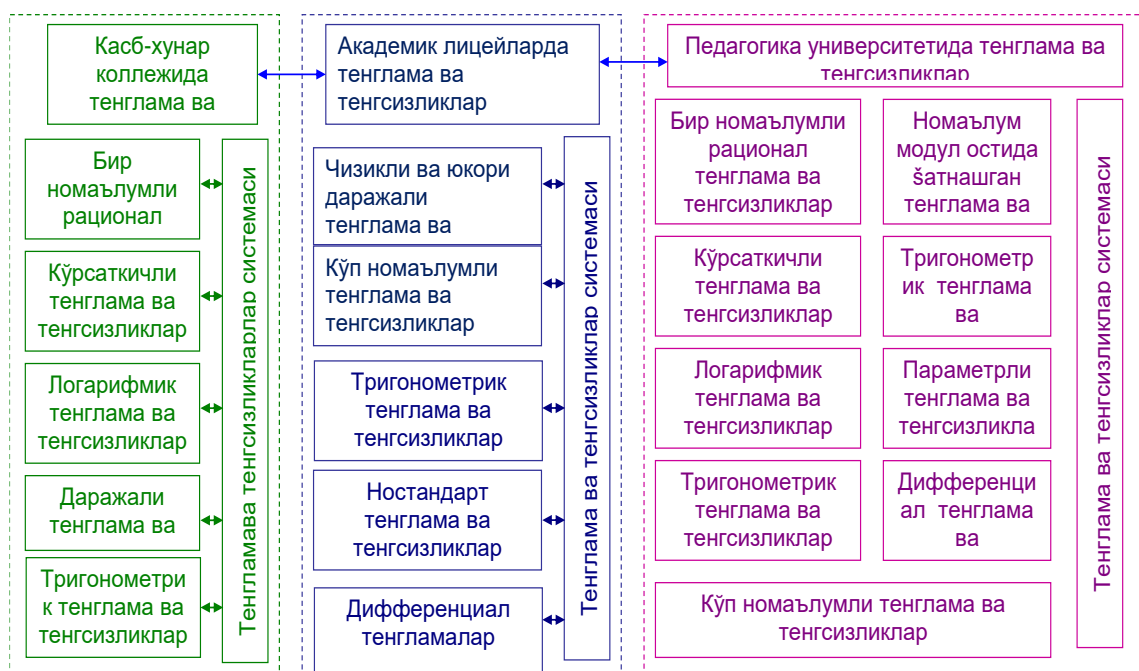 Касб-хунар
коллежида
тенглама ва
Бир
номаълумли
рационал
Кўрсаткичли
тенглама ва
тенгсизликлар
Логарифмик
тенглама ва
тенгсизликлар
Даражали
тенглама ва
Тригонометри
к тенглама ва
тенгсизликлар
Тенгламава тенгсизликларлар системаси
Академик лицейларда
тенглама ва
тенгсизликлар
Чизикли ва юкори
даражали
тенглама ва
Кўп номаълумли
тенглама ва
тенгсизликлар
Тригонометрик
тенглама ва
тенгсизликлар
Ностандарт
тенглама ва
тенгсизликлар
Дифференциал
тенгламалар
Тенглама ва тенгсизликлар системаси
Педагогика университетида тенглама ва
тенгсизликлар
Бир номаълумли
рационал
тенглама ва
тенгсизликлар
Номаълум
модул остида
šатнашган
тенглама ва
Кўрсаткичли
тенглама ва
тенгсизликлар
Тригонометр
ик тенглама
ва
Логарифмик
тенглама ва
тенгсизликлар
Параметрли
тенглама ва
тенгсизликла
Тригонометрик
тенглама ва
тенгсизликлар
Дифференци
ал тенглама
ва
Кўп номаълумли тенглама ва
тенгсизликлар
Тенглама ва тенгсизликлар системаси